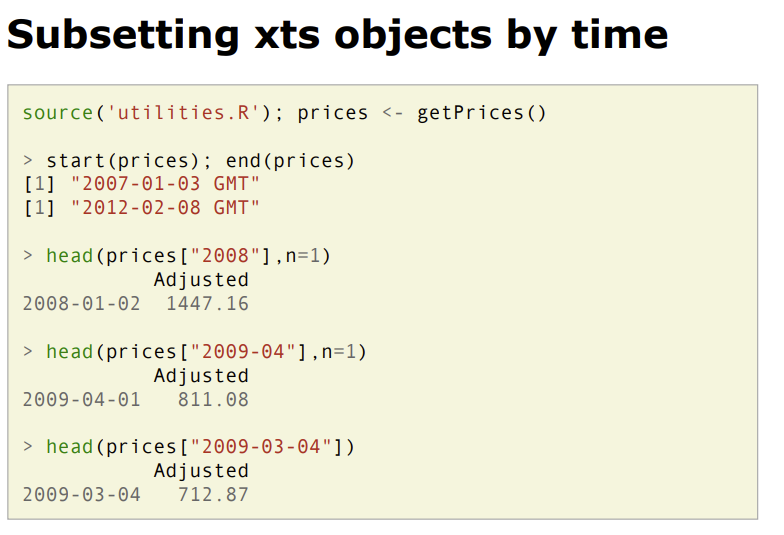 Subsetting xts objects by time
source('utilities.R'); prices <- getPrices()
> start(prices); end(prices)
[1] "2007-01-03 GMT"
[1] "2012-02-08 GMT"
> head(prices["2008"],n=1)
Adjusted
2008-01-02 1447.16
> head(prices["2009-04"],n=1)
Adjusted
2009-04-01 811.08
> head(prices["2009-03-04"])
Adjusted
2009-03-04 712.87